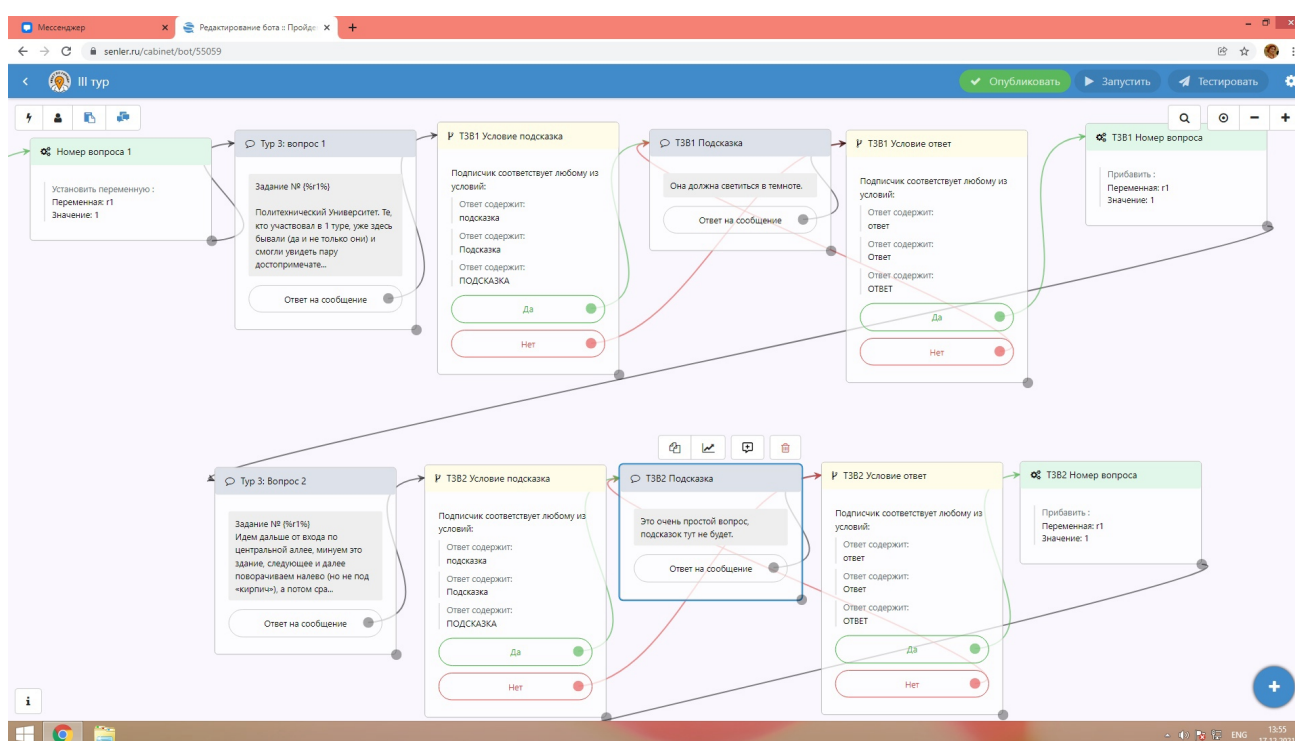 Мессенджер
Редактирование бота :: Пройде
senler.ru/cabinet/bot/55059
III тур
Опубликовать
Запустить
Тестировать
Номер вопроса 1
Установить переменную :
Переменная: r1
Значение: 1
Тур 3: вопрос 1
Задание № {%r1%}
Политехнический Университет. Те,
кто участвовал в 1 туре, уже здесь
бывали (да и не только они) и
смогли увидеть пару
достопримечате...
Ответ на сообщение
Т3В1 Условие подсказка
Подписчик соответствует любому из
условий:
Ответ содержит:
подсказка
Ответ содержит:
Подсказка
Ответ содержит:
ПОДСКАЗКА
Да
Нет
Т3В1 Подсказка
Она должна светиться в темноте.
Ответ на сообщение
Т3В1 Условие ответ
Подписчик соответствует любому из
условий:
Ответ содержит:
ответ
Ответ содержит:
Ответ
Ответ содержит:
ОТВЕТ
Да
Нет
Т3В1 Номер вопроса
Прибавить :
Переменная: r1
Значение: 1
Тур 3: Вопрос 2
Задание № {%r1%}
Идем дальше от входа по
центральной аллее, минуем это
здание, следующее и далее
поворачиваем налево (но не под
«кирпич»), а потом сра...
Ответ на сообщение
Т3В2 Условие подсказка
Подписчик соответствует любому из
условий:
Ответ содержит:
подсказка
Ответ содержит:
Подсказка
Ответ содержит:
ПОДСКАЗКА
Да
Нет
Т3В2 Подсказка
Это очень простой вопрос,
подсказок тут не будет.
Ответ на сообщение
Т3В2 Условие ответ
Подписчик соответствует любому из
условий:
Ответ содержит:
ответ
Ответ содержит:
Ответ
Ответ содержит:
ОТВЕТ
Да
Нет
Т3В2 Номер вопроса
Прибавить :
Переменная: r1
Значение: 1
ENG
13:55
17.12.2021